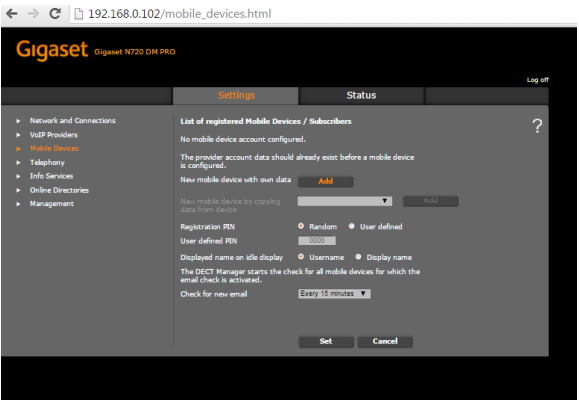 192.168.0.102/mobile_devices.html
Gigaset Gigaset N720 DM PRO
Log off
Settings Status
Network and Connections
VoIP Providers
Mobile Devices
Telephony
Info Services
Online Directories
Management
List of registered Mobile Devices / Subscribers
?
No mobile device account configured.
The provider account data should already exist before a mobile device
is configured.
New mobile device with own data Add
New mobile device by copying
data from device
Add
Registration PIN Random User defined
User defined PIN 0000
Displayed name on idle display Username Display name
The DECT Manager starts the check for all mobile devices for which the
email check is activated.
Check for new email Every 15 minutes
Set Cancel